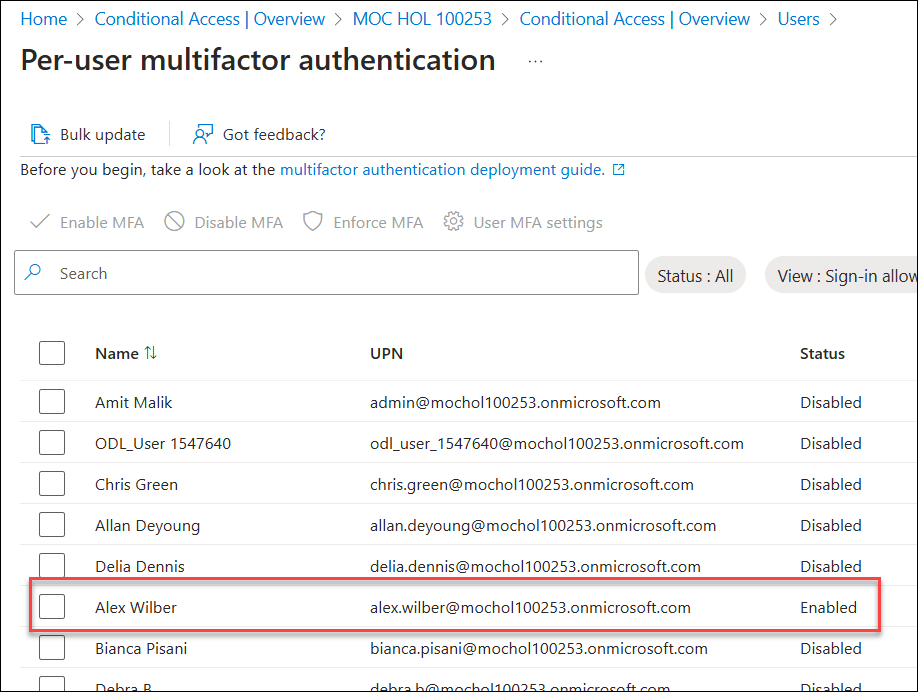 Home > Conditional Access | Overview > MOC HOL 100253 > Conditional Access | Overview > Users >
Per-user multifactor authentication ...
Bulk update Got feedback?
Before you begin, take a look at the multifactor authentication deployment guide.
Enable MFA Disable MFA Enforce MFA User MFA settings
Search Status : All View : Sign-in allow
Name UPN Status
Amit Malik admin@mochol100253.onmicrosoft.com Disabled
ODL_User 1547640 odl_user_1547640@mochol100253.onmicrosoft.com Disabled
Chris Green chris.green@mochol100253.onmicrosoft.com Disabled
Allan Deyoung allan.deyoung@mochol100253.onmicrosoft.com Disabled
Delia Dennis delia.dennis@mochol100253.onmicrosoft.com Disabled
Alex Wilber alex.wilber@mochol100253.onmicrosoft.com Enabled
Bianca Pisani bianca.pisani@mochol100253.onmicrosoft.com Disabled
Debra B debra.b@mochol100253.onmicrosoft.com Disabled